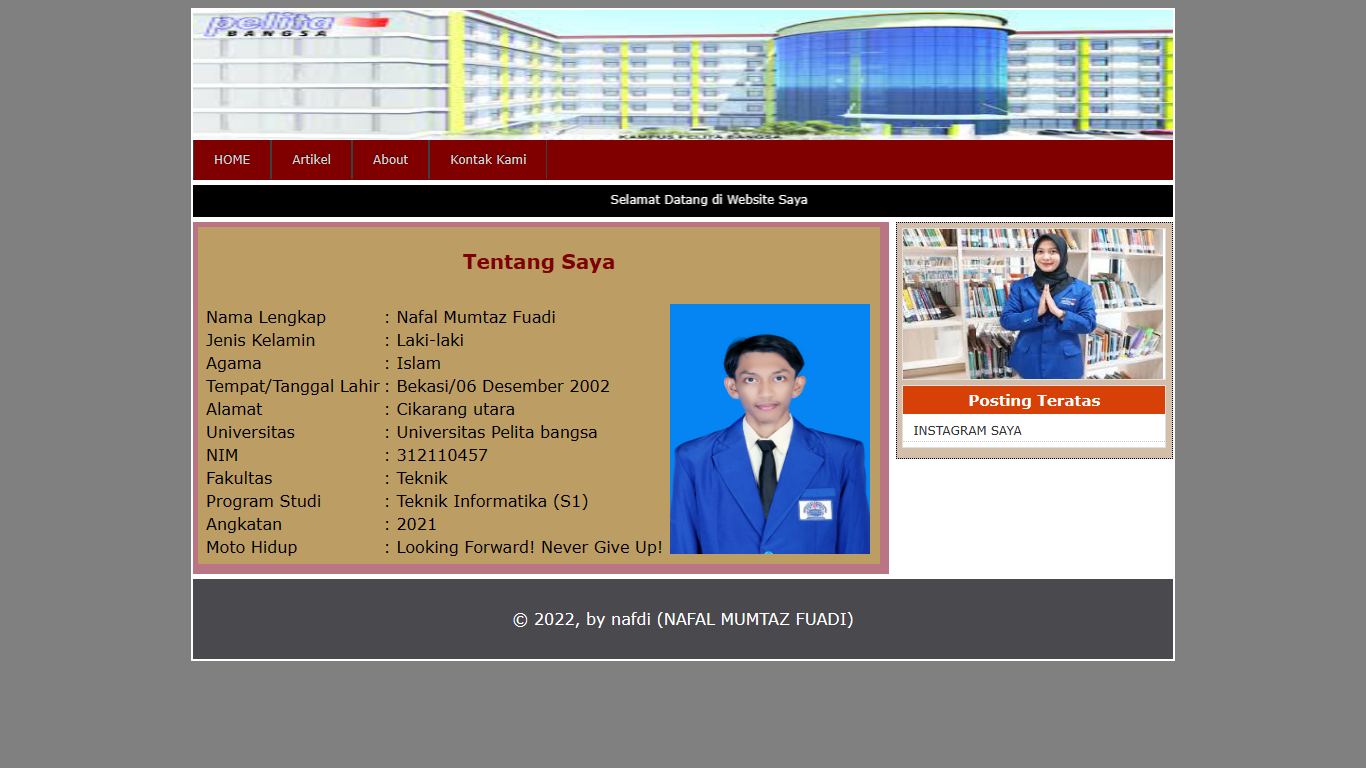 pelita
BANGSA
KAMPUS PELITA BANGSA
HOME
Artikel
About
Kontak Kami
Selamat Datang di Website Saya
Tentang Saya
Nama Lengkap : Nafal Mumtaz Fuadi
Jenis Kelamin : Laki-laki
Agama : Islam
Tempat/Tanggal Lahir : Bekasi/06 Desember 2002
Alamat : Cikarang utara
Universitas : Universitas Pelita bangsa
NIM : 312110457
Fakultas : Teknik
Program Studi : Teknik Informatika (S1)
Angkatan : 2021
Moto Hidup : Looking Forward! Never Give Up!
Posting Teratas
INSTAGRAM SAYA
© 2022, by nafdi (NAFAL MUMTAZ FUADI)